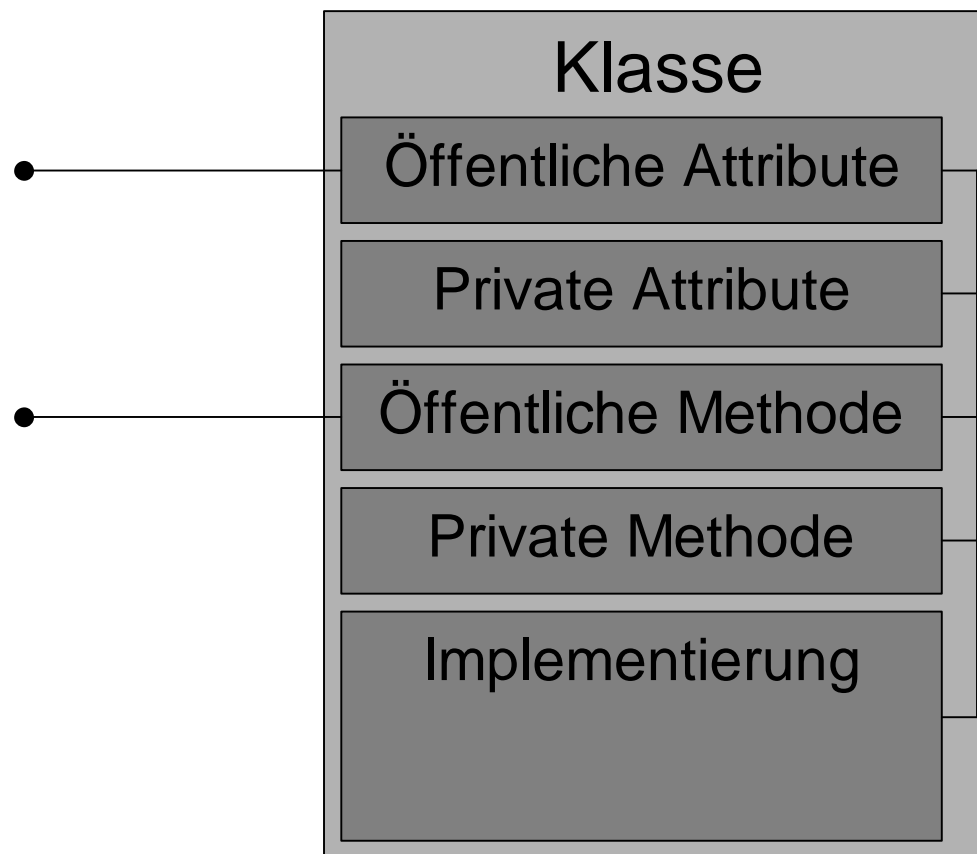 Klasse
Öffentliche Attribute
Private Attribute
Öffentliche Methode
Private Methode
Implementierung